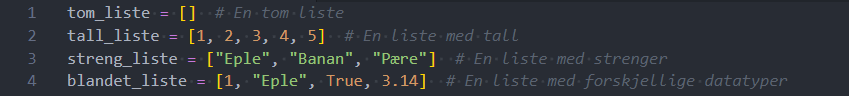 1 tom_liste = [] # En tom liste
2 tall_liste = [1, 2, 3, 4, 5] # En liste med tall
3 streng_liste = ["Eple", "Banan", "Pære"] # En liste med strenger
4 blandet_liste = [1, "Eple", True, 3.14] # En liste med forskjellige datatyper